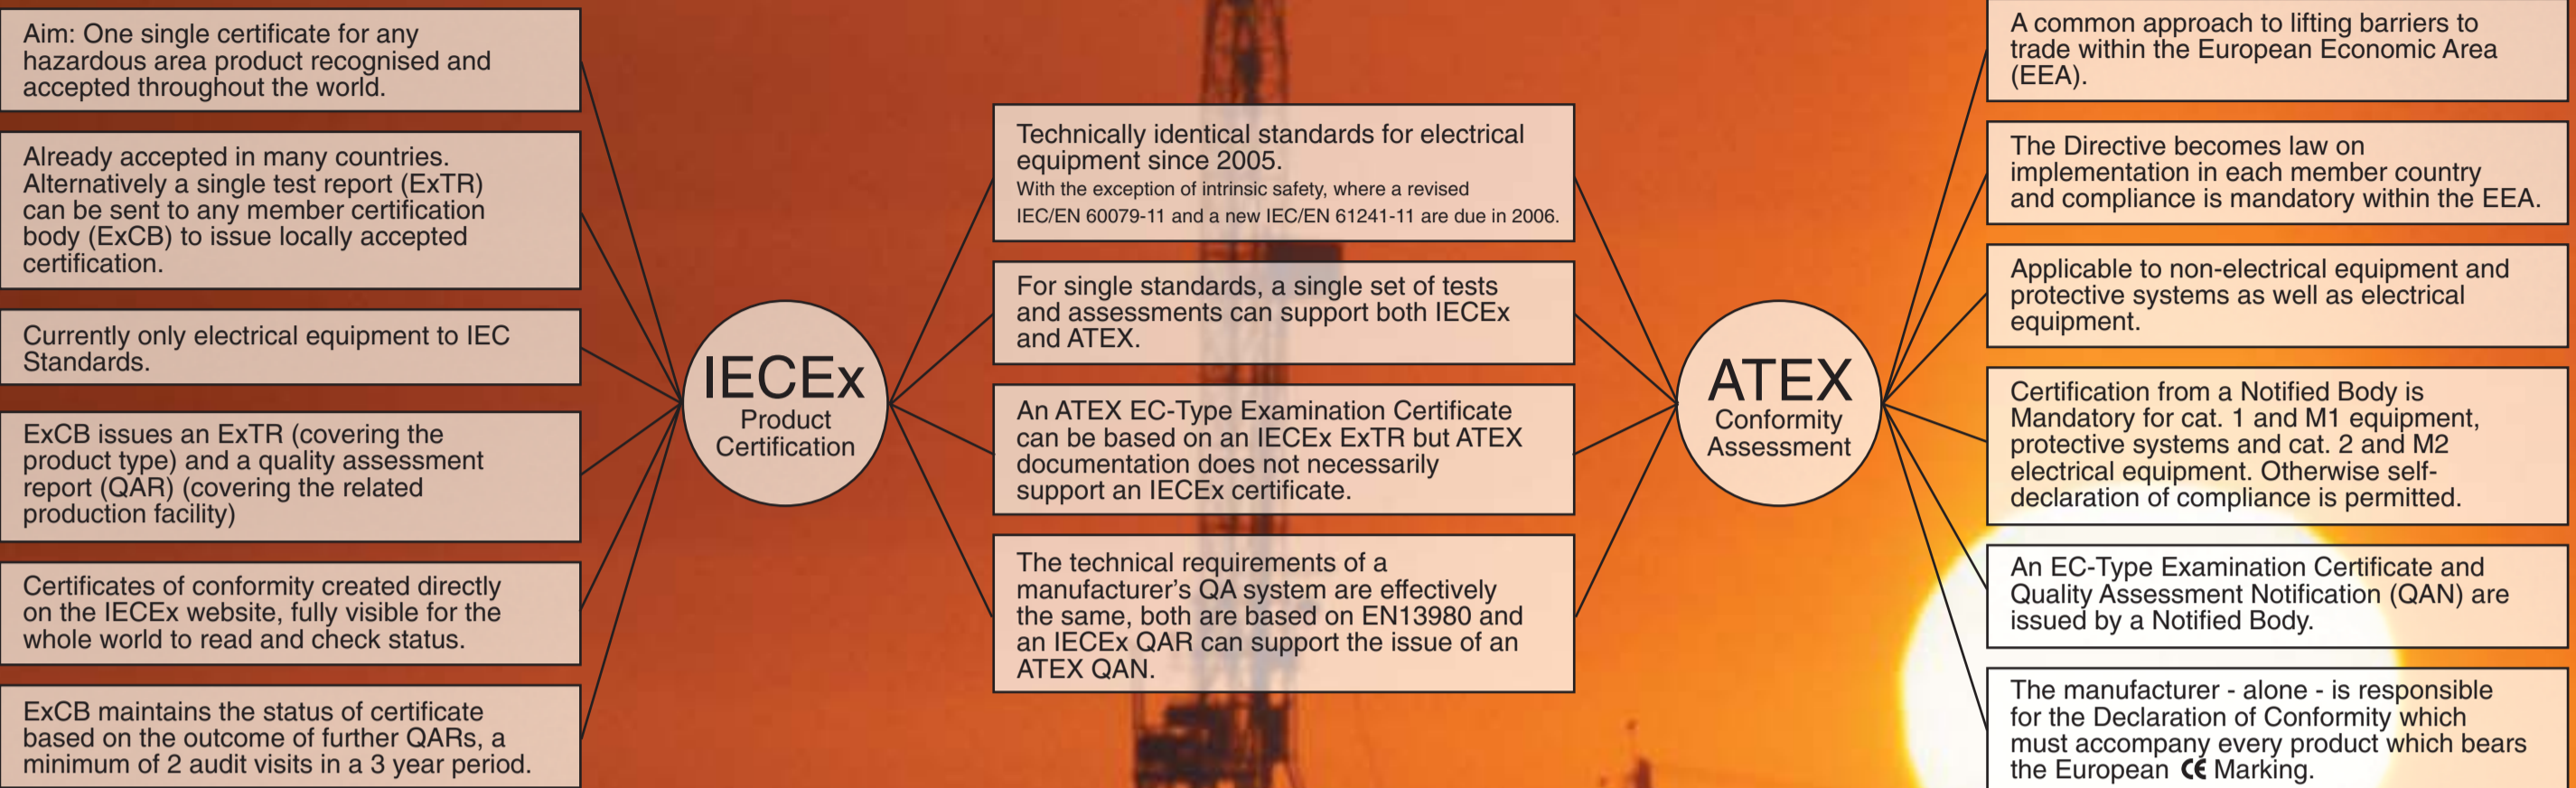 Aim: One single certificate for any
hazardous area product recognised and
accepted throughout the world.
Already accepted in many countries.
Alternatively a single test report (ExTR)
can be sent to any member certification
body (ExCB) to issue locally accepted
certification.
Currently only electrical equipment to IEC
Standards.
ExCB issues an ExTR (covering the
product type) and a quality assessment
report (QAR) (covering the related
production facility)
Certificates of conformity created directly
on the IECEx website, fully visible for the
whole world to read and check status.
ExCB maintains the status of certificate
based on the outcome of further QARs, a
minimum of 2 audit visits in a 3 year period.
IECEx
Product
Certification
Technically identical standards for electrical
equipment since 2005.
With the exception of intrinsic safety, where a revised
IEC/EN 60079-11 and a new IEC/EN 61241-11 are due in 2006.
For single standards, a single set of tests
and assessments can support both IECEx
and ATEX.
An ATEX EC-Type Examination Certificate
can be based on an IECEx ExTR but ATEX
documentation does not necessarily
support an IECEx certificate.
The technical requirements of a
manufacturer's QA system are effectively
the same, both are based on EN13980 and
an IECEx QAR can support the issue of an
ATEX QAN.
ATEX
Conformity
Assessment
A common approach to lifting barriers to
trade within the European Economic Area
(EEA).
The Directive becomes law on
implementation in each member country
and compliance is mandatory within the EEA.
Applicable to non-electrical equipment and
protective systems as well as electrical
equipment.
Certification from a Notified Body is
Mandatory for cat. 1 and M1 equipment,
protective systems and cat. 2 and M2
electrical equipment. Otherwise self-
declaration of compliance is permitted.
An EC-Type Examination Certificate and
Quality Assessment Notification (QAN) are
issued by a Notified Body.
The manufacturer - alone - is responsible
for the Declaration of Conformity which
must accompany every product which bears
the European CE Marking.